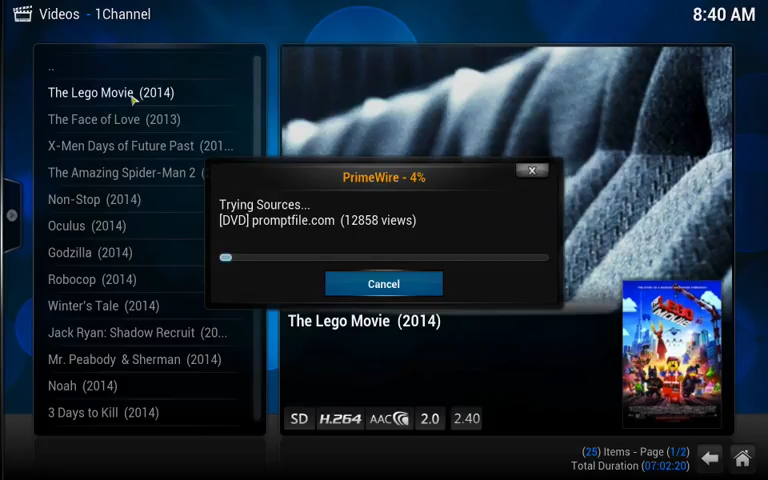 Videos - 1Channel
8:40 AM
..
The Lego Movie (2014)
The Face of Love (2013)
X-Men Days of Future Past (201...
The Amazing Spider-Man 2 (
Non-Stop (2014)
Oculus (2014)
Godzilla (2014)
Robocop (2014)
Winter's Tale (2014)
Jack Ryan: Shadow Recruit (20...
Mr. Peabody & Sherman (2014)
Noah (2014)
3 Days to Kill (2014)
PrimeWire - 4%
Trying Sources...
[DVD] promptfile.com (12858 views)
Cancel
The Lego Movie (2014)
LEGO MOVIE
SD H.264 AAC 2.0 2.40
(25) Items - Page (1/2)
Total Duration (07:02:20)